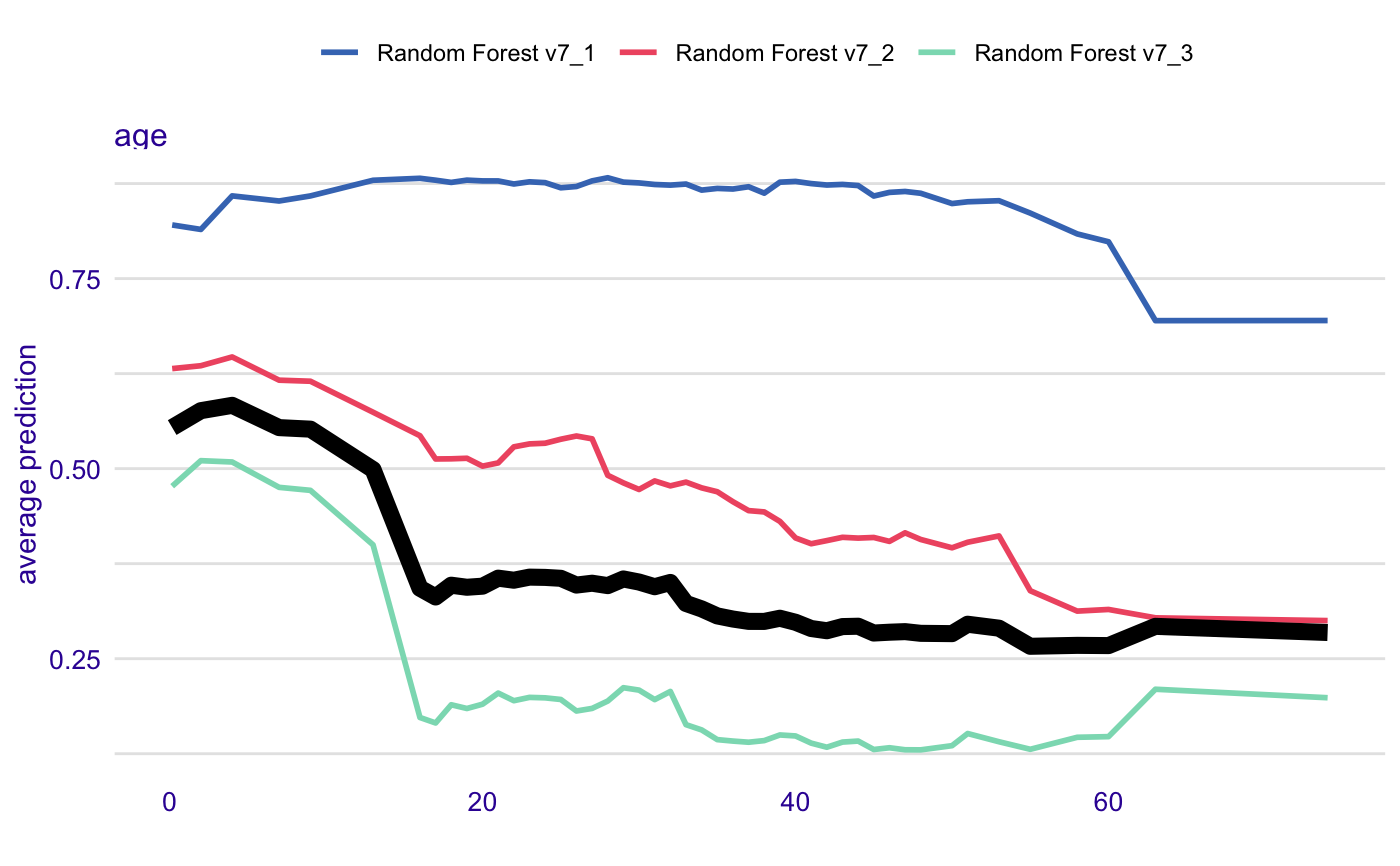 Random Forest v7_1 Random Forest v7_2 Random Forest v7_3
age
0.75
0.50
0.25
average prediction
0 20 40 60